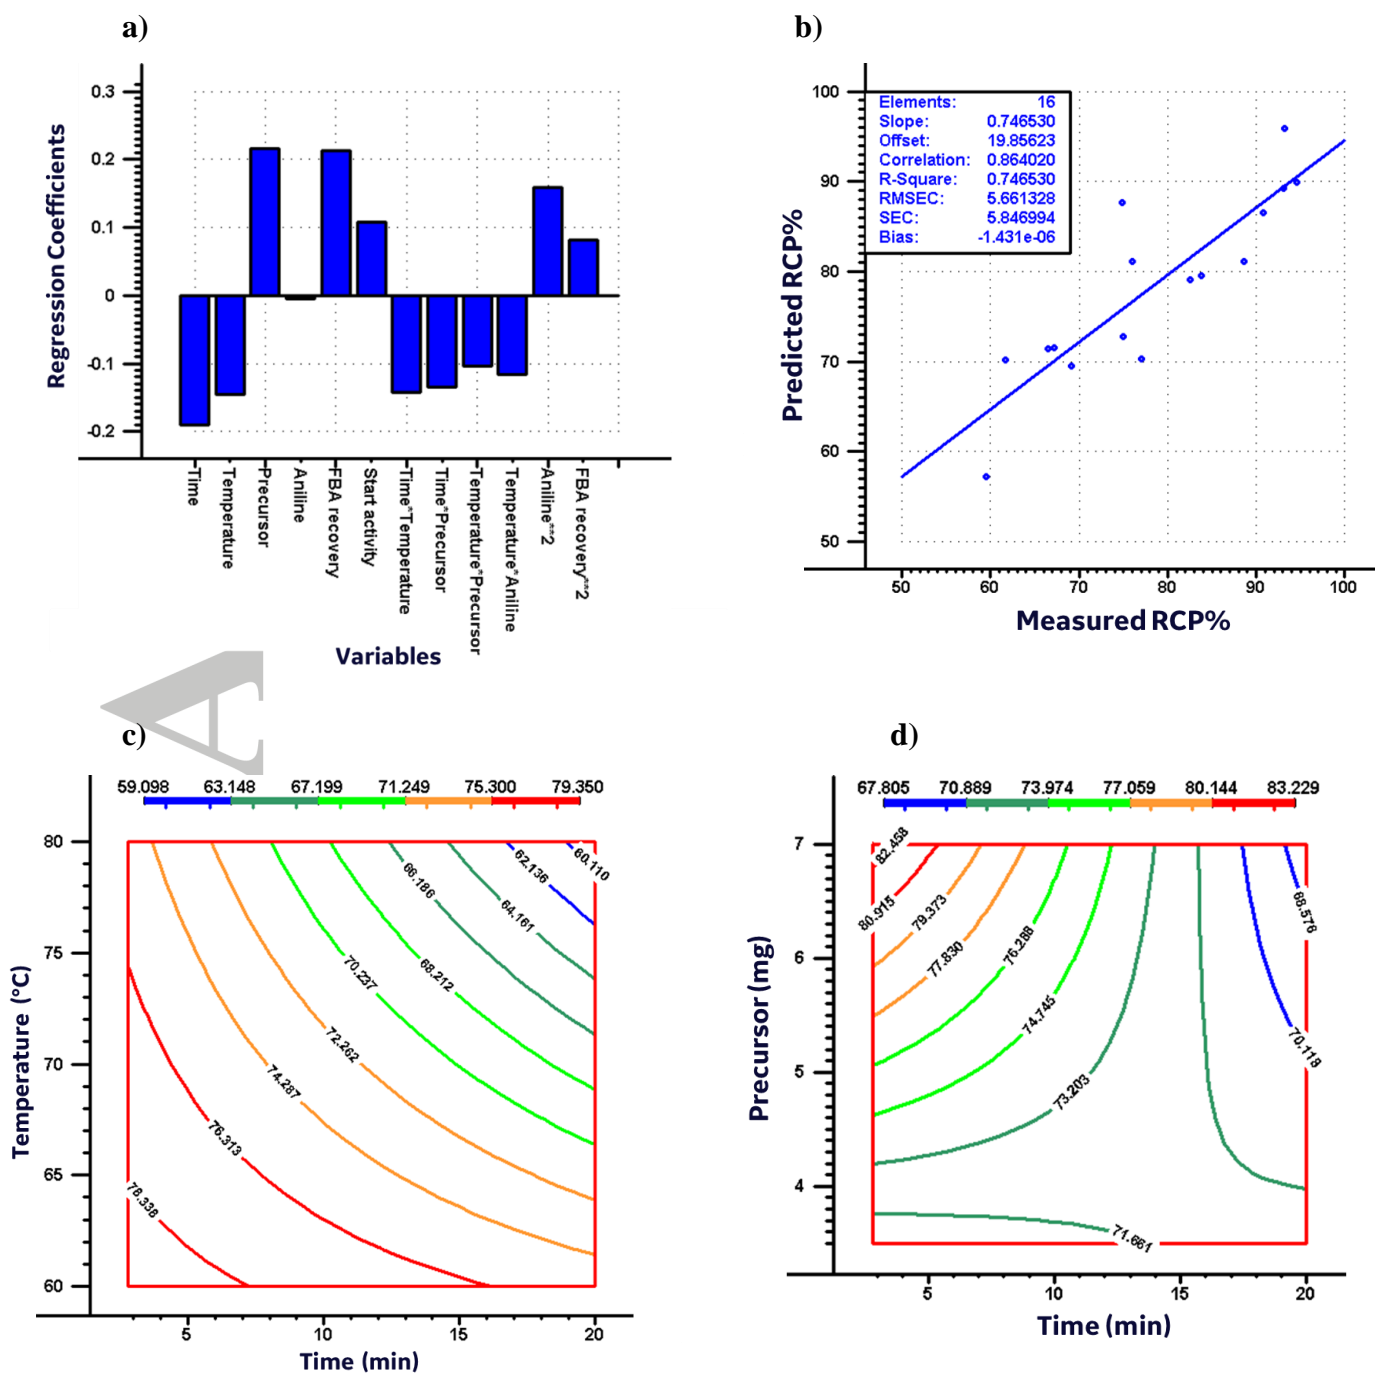 a)
Regression Coefficients
0.3
0.2
0.1
0
-0.1
-0.2
Time
Temperature
Precursor
Aniline
FBA recovery
Start activity
Time*Temperature
Time*Precursor
Temperature*Precursor
Temperature*Aniline
Aniline**2
FBA recovery**2
Variables
b)
Predicted RCP%
100
90
80
70
60
50
Elements: 16
Slope: 0.746530
Offset: 19.85623
Correlation: 0.864020
R-Square: 0.746530
RMSEC: 5.661328
SEC: 5.846994
Bias: -1.431e-06
50 60 70 80 90 100
Measured RCP%
A
c)
59.098 63.148 67.199 71.249 75.300 79.350
Temperature (°C)
80
75
70
65
60
60.110
62.136
64.161
66.186
68.212
70.237
72.262
74.287
76.313
78.338
5 10 15 20
Time (min)
d)
67.805 70.889 73.974 77.059 80.144 83.229
Precursor (mg)
7
6
5
4
82.458
80.915
79.373
77.830
76.288
74.745
73.203
71.661
68.576
70.118
5 10 15 20
Time (min)